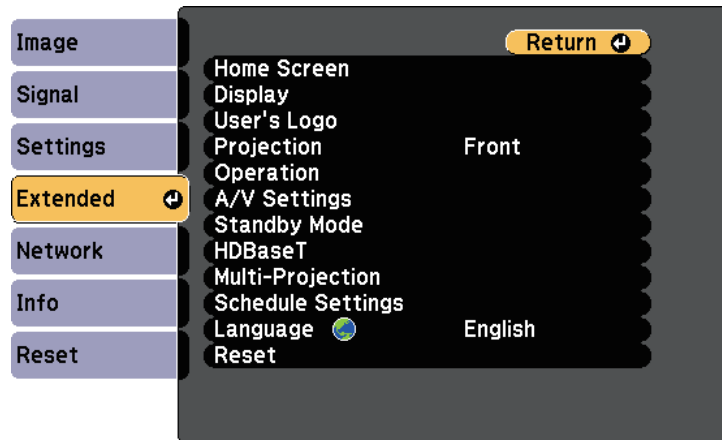 Image
Signal
Settings
Extended
Network
Info
Reset
Return
Home Screen
Display
User's Logo
Projection Front
Operation
A/V Settings
Standby Mode
HDBaseT
Multi-Projection
Schedule Settings
Language English
Reset